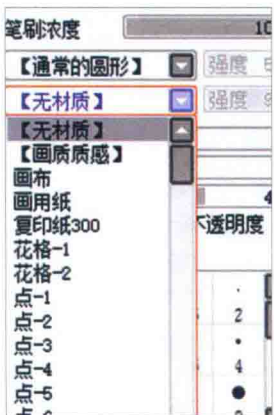 笔刷浓度 10
【通常的圆形】 强度
【无材质】 强度
【无材质】
【画质质感】
画布
画用纸
复印纸300
花格-1
花格-2
点-1
点-2
点-3
点-4
点-5
不透明度
2
4